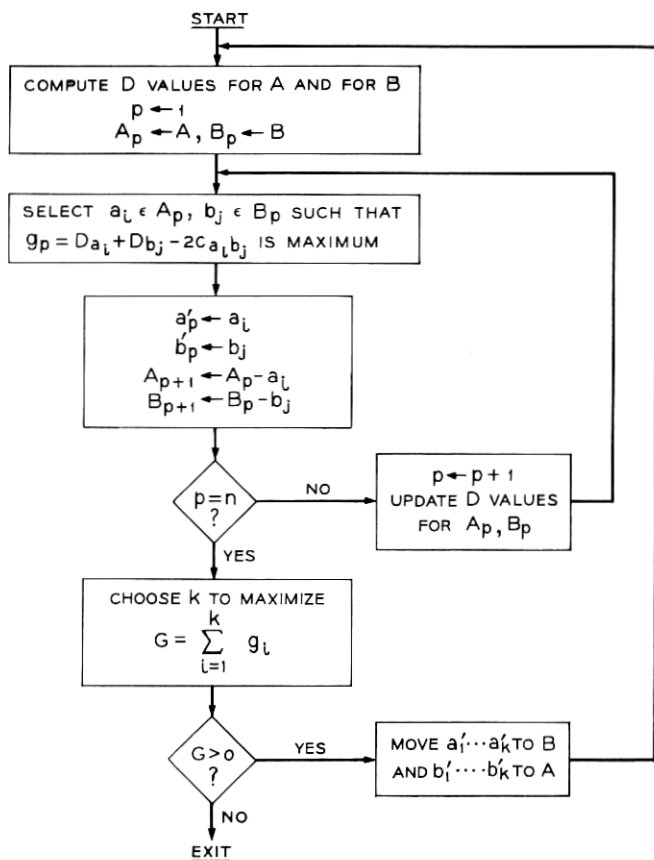 START
COMPUTE D VALUES FOR A AND FOR B
p ← 1
Aₚ ← A, Bₚ ← B
SELECT aᵢ ϵ Aₚ, bⱼ ϵ Bₚ SUCH THAT
gₚ = Daᵢ + Dbⱼ - 2Caᵢbⱼ IS MAXIMUM
a'ₚ ← aᵢ
b'ₚ ← bⱼ
Aₚ₊₁ ← Aₚ - aᵢ
Bₚ₊₁ ← Bₚ - bⱼ
p = n
?
NO
p ← p + 1
UPDATE D VALUES
FOR Aₚ, Bₚ
YES
CHOOSE k TO MAXIMIZE
k
G = ∑ gᵢ
i=1
G > 0
?
YES
MOVE a'₁ ··· a'ₖ TO B
AND b'₁ ···· b'ₖ TO A
NO
EXIT